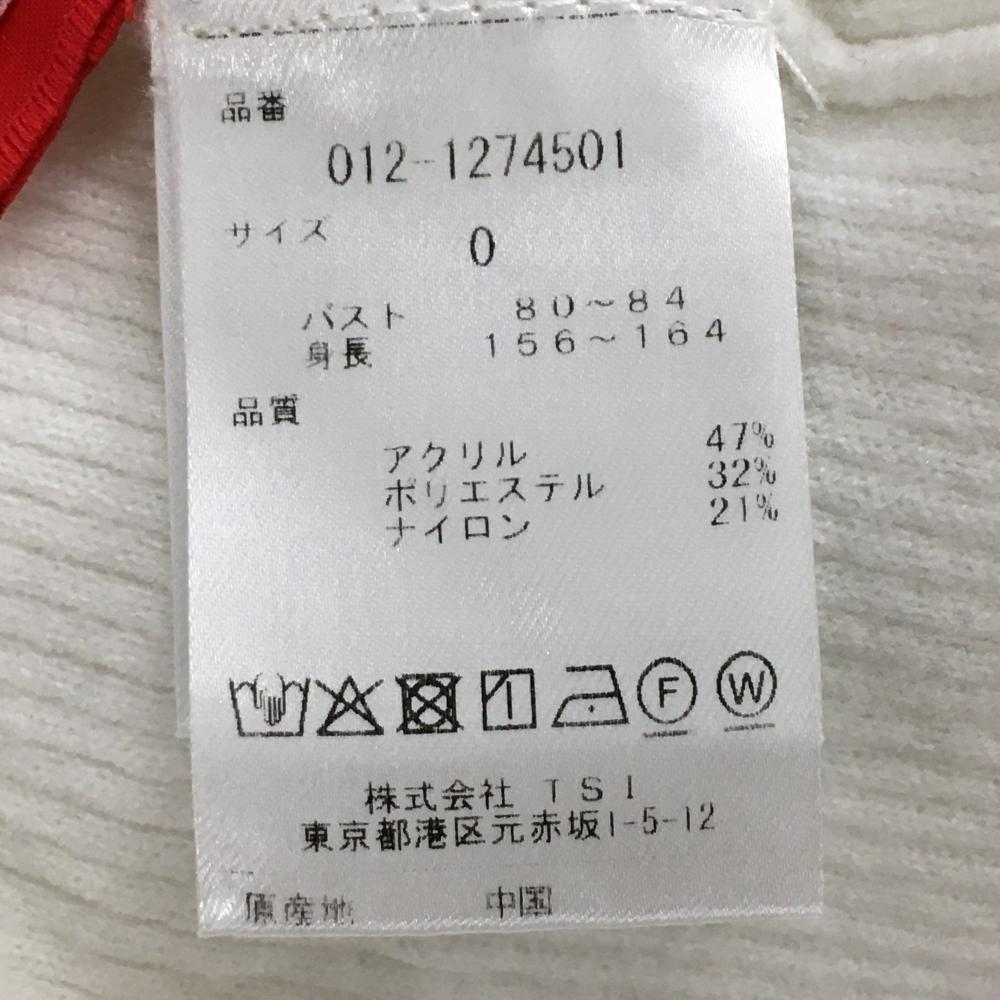 品番
012-1274501
サイズ 0
バスト 80～84
身長 156～164
品質
アクリル 47%
ポリエステル 32%
ナイロン 21%
F W
株式会社 TSI
東京都港区元赤坂1-5-12
原産地 中国